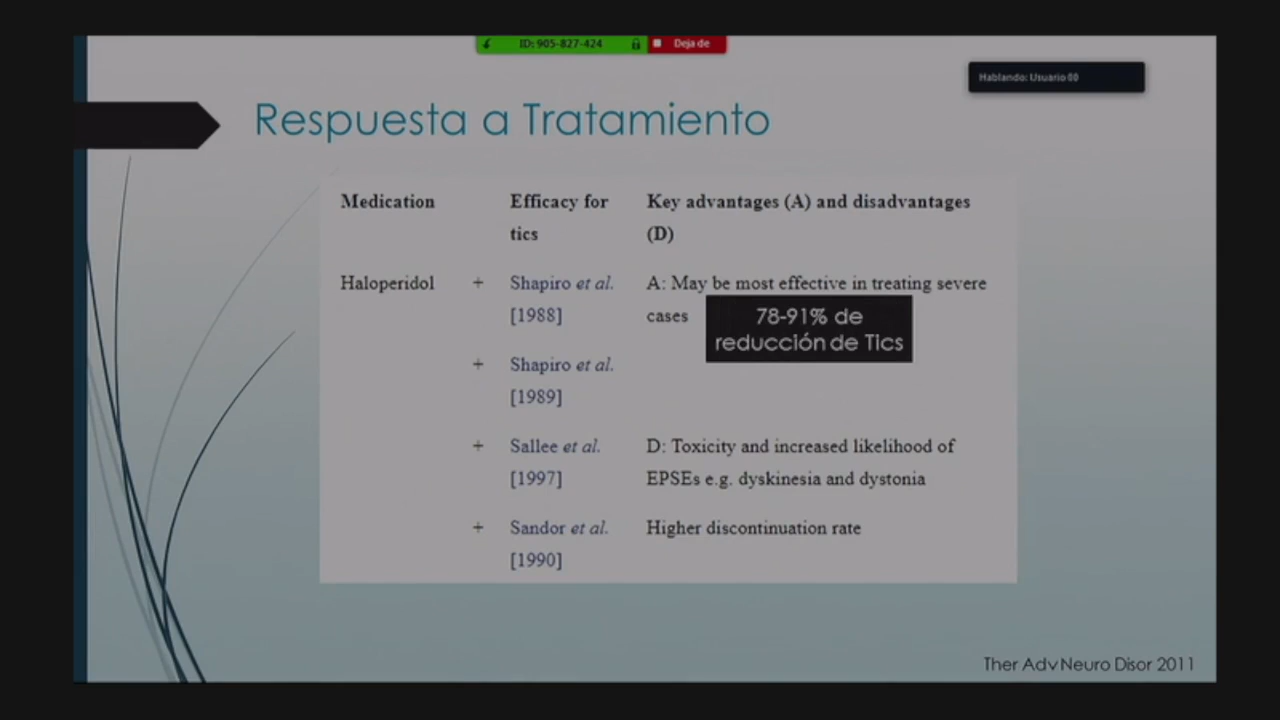 ID: 905-827-424
Deja de
Hablando: Usuario 80
Respuesta a Tratamiento
Medication
Efficacy for
tics
Key advantages (A) and disadvantages
(D)
Haloperidol
+ Shapiro et al.
[1988]
A: May be most effective in treating severe
cases
78-91% de
reducción de Tics
+ Shapiro et al.
[1989]
+ Sallee et al.
[1997]
D: Toxicity and increased likelihood of
EPSEs e.g. dyskinesia and dystonia
+ Sandor et al.
[1990]
Higher discontinuation rate
Ther Adv Neuro Disor 2011